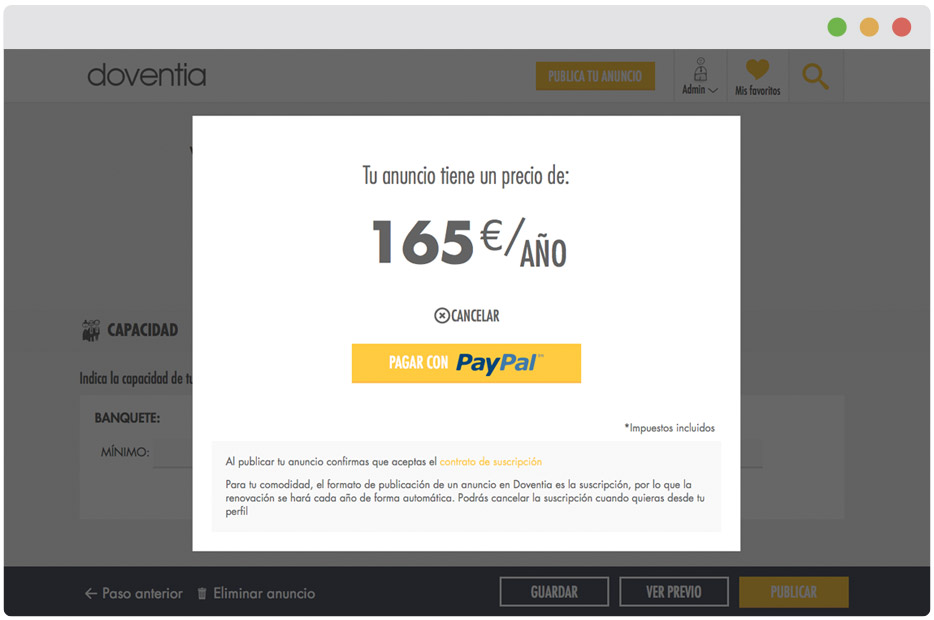 doventia
PUBLICA TU ANUNCIO
Admin
Mis favoritos
Tu anuncio tiene un precio de:
165€/AÑO
CANCELAR
PAGAR CON PayPal™
*Impuestos incluidos
Al publicar tu anuncio confirmas que aceptas el contrato de suscripción
Para tu comodidad, el formato de publicación de un anuncio en Doventia es la suscripción, por lo que la
renovación se hará cada año de forma automática. Podrás cancelar la suscripción cuando quieras desde tu
perfil
CAPACIDAD
Indica la capacidad de
BANQUETE:
MÍNIMO:
Paso anterior
Eliminar anuncio
GUARDAR
VER PREVIO
PUBLICAR